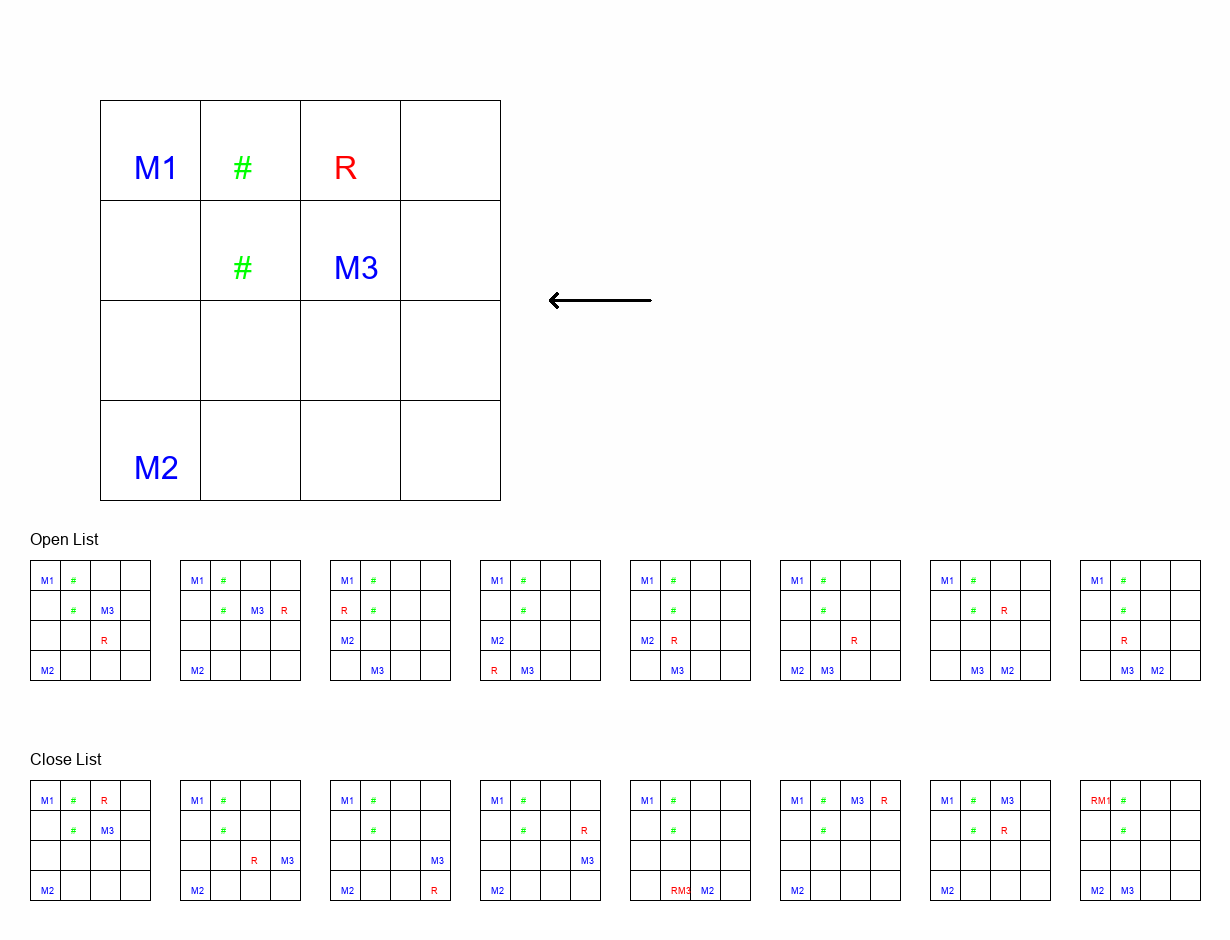 M1 # R
# M3
M2
Open List
M1 # M1 # M1 # M1 # M1 # M1 # M1 # M1 #
# M3 # M3 R R # # # # # R #
R M2 M2 M2 R R R
M2 M2 M3 R M3 M3 M2 M3 M3 M2 M3 M2
Close List
M1 # R M1 # M1 # M1 # M1 # M1 # M3 R M1 # M3 RM1 #
# M3 # # # R # # # R #
R M3 M3 M3
M2 M2 M2 R M2 RM3 M2 M2 M2 M2 M3